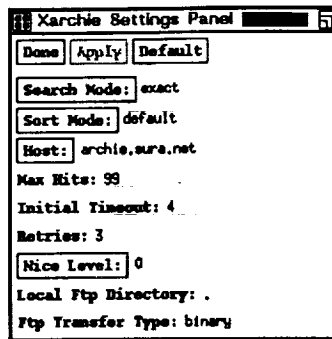 Xarchie Settings Panel
Done Apply Default
Search Mode: exact
Sort Mode: default
Host: archie.sura.net
Max Hits: 99
Initial Timeout: 4
Retries: 3
Nice Level: 0
Local Ftp Directory: .
Ftp Transfer Type: binary